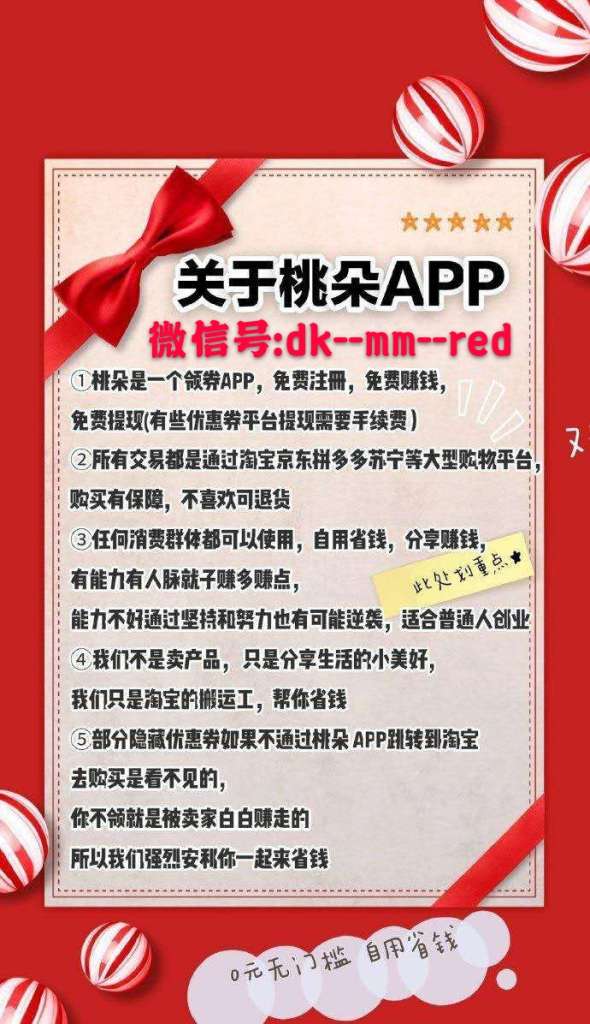 关于桃朵APP
微信号:dk--mm--red
①桃朵是一个领券APP，免费注册，免费赚钱，
免费提现(有些优惠券平台提现需要手续费）
②所有交易都是通过淘宝京东拼多多苏宁等大型购物平台，
购买有保障，不喜欢可退货
③任何消费群体都可以使用，自用省钱，分享赚钱，
有能力有人脉就子赚多赚点，
此处划重点★
能力不好通过坚持和努力也有可能逆袭，适合普通人创业
④我们不是卖产品，只是分享生活的小美好，
我们只是淘宝的搬运工，帮你省钱
⑤部分隐藏优惠券如果不通过桃朵APP跳转到淘宝
去购买是看不见的，
你不领就是被卖家白白赚走的
所以我们强烈安利你一起来省钱
0元无门槛 自用省钱